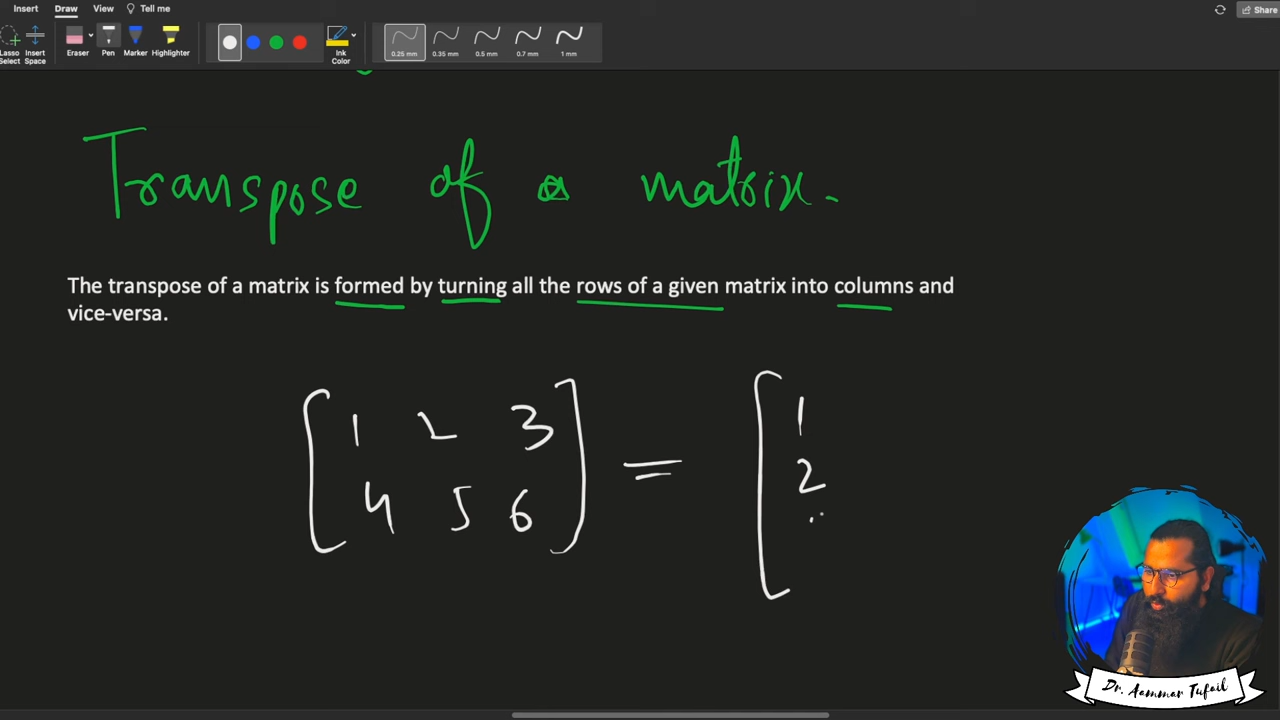 Insert Draw View Tell me Share
Lasso Select Insert Space Eraser Pen Marker Highlighter Ink Color 0.25 mm 0.35 mm 0.5 mm 0.7 mm 1 mm
Transpose of a matrix.
The transpose of a matrix is formed by turning all the rows of a given matrix into columns and
vice-versa.
1 2 3
4 5 6
=
1
2
Dr. Aammar Tufail